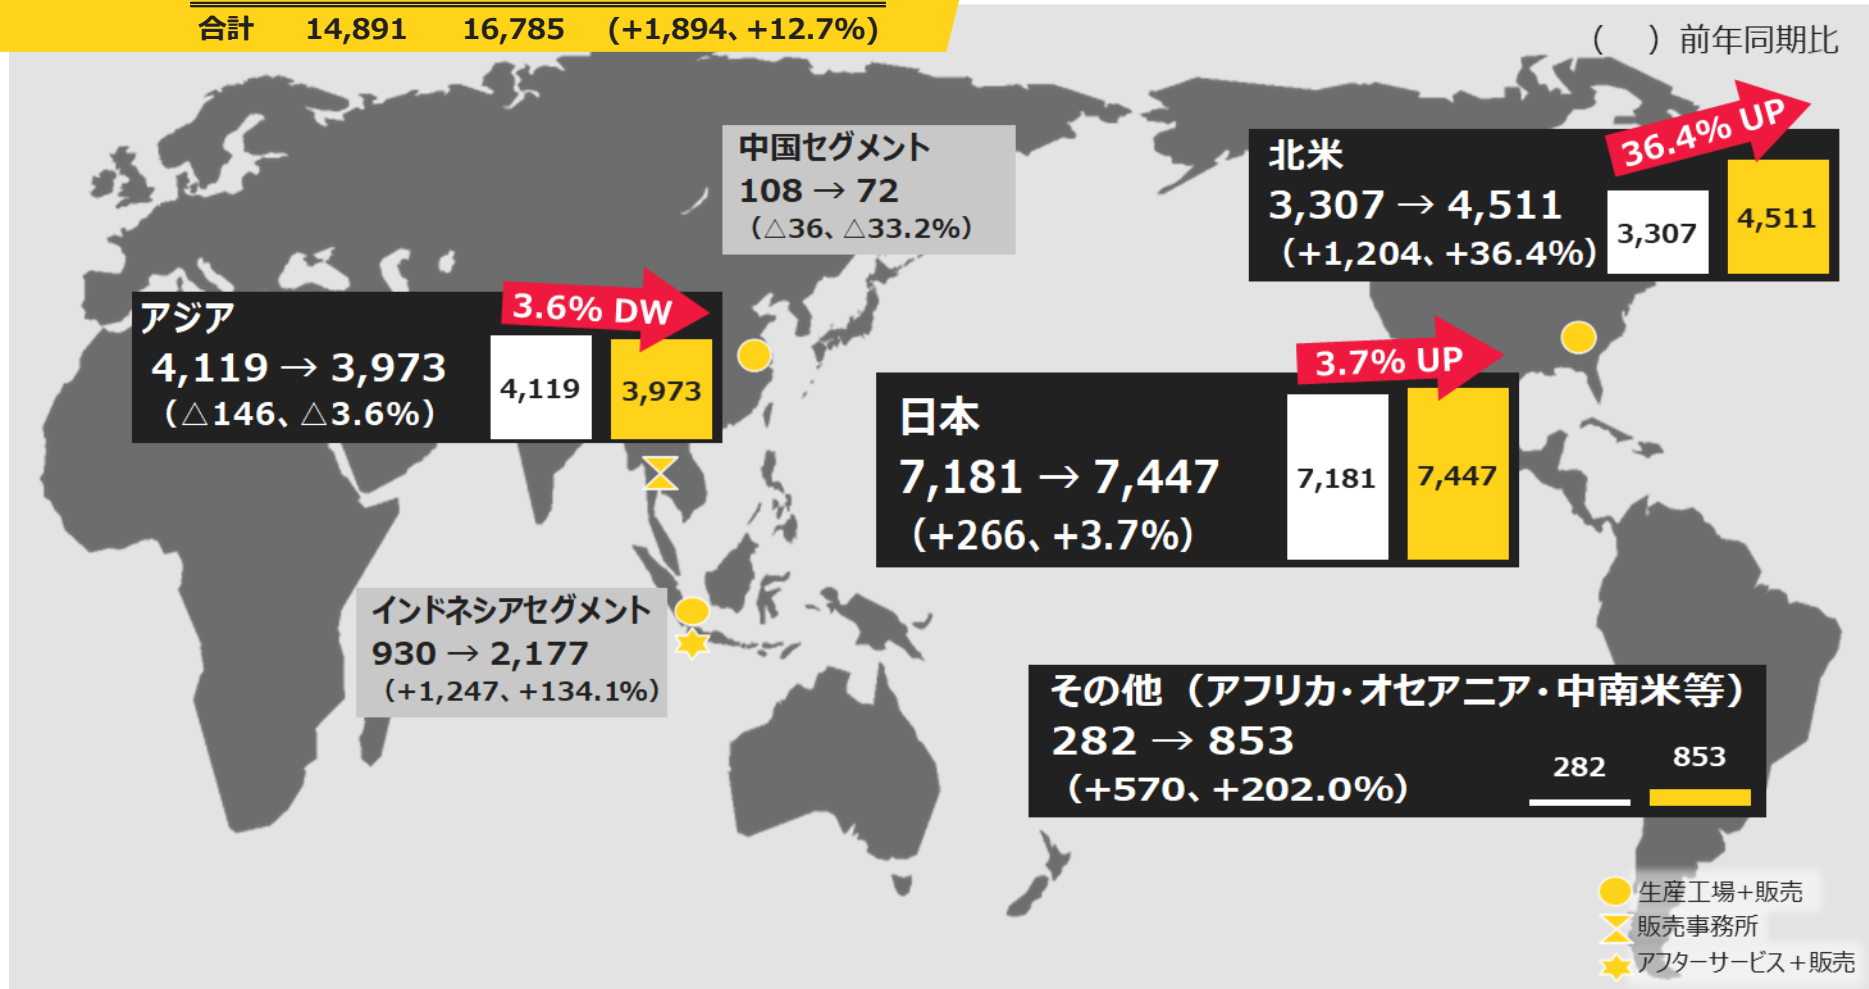 合計 14,891 16,785 (+1,894、+12.7%)
（ ）前年同期比
中国セグメント
108 → 72
（△36、△33.2%）
北米
3,307 → 4,511
（+1,204、+36.4%）
36.4% UP
3,307
4,511
アジア
4,119 → 3,973
（△146、△3.6%）
3.6% DW
4,119
3,973
日本
7,181 → 7,447
（+266、+3.7%）
3.7% UP
7,181
7,447
インドネシアセグメント
930 → 2,177
（+1,247、+134.1%）
その他（アフリカ・オセアニア・中南米等）
282 → 853
（+570、+202.0%）
282
853
生産工場+販売
販売事務所
アフターサービス＋販売